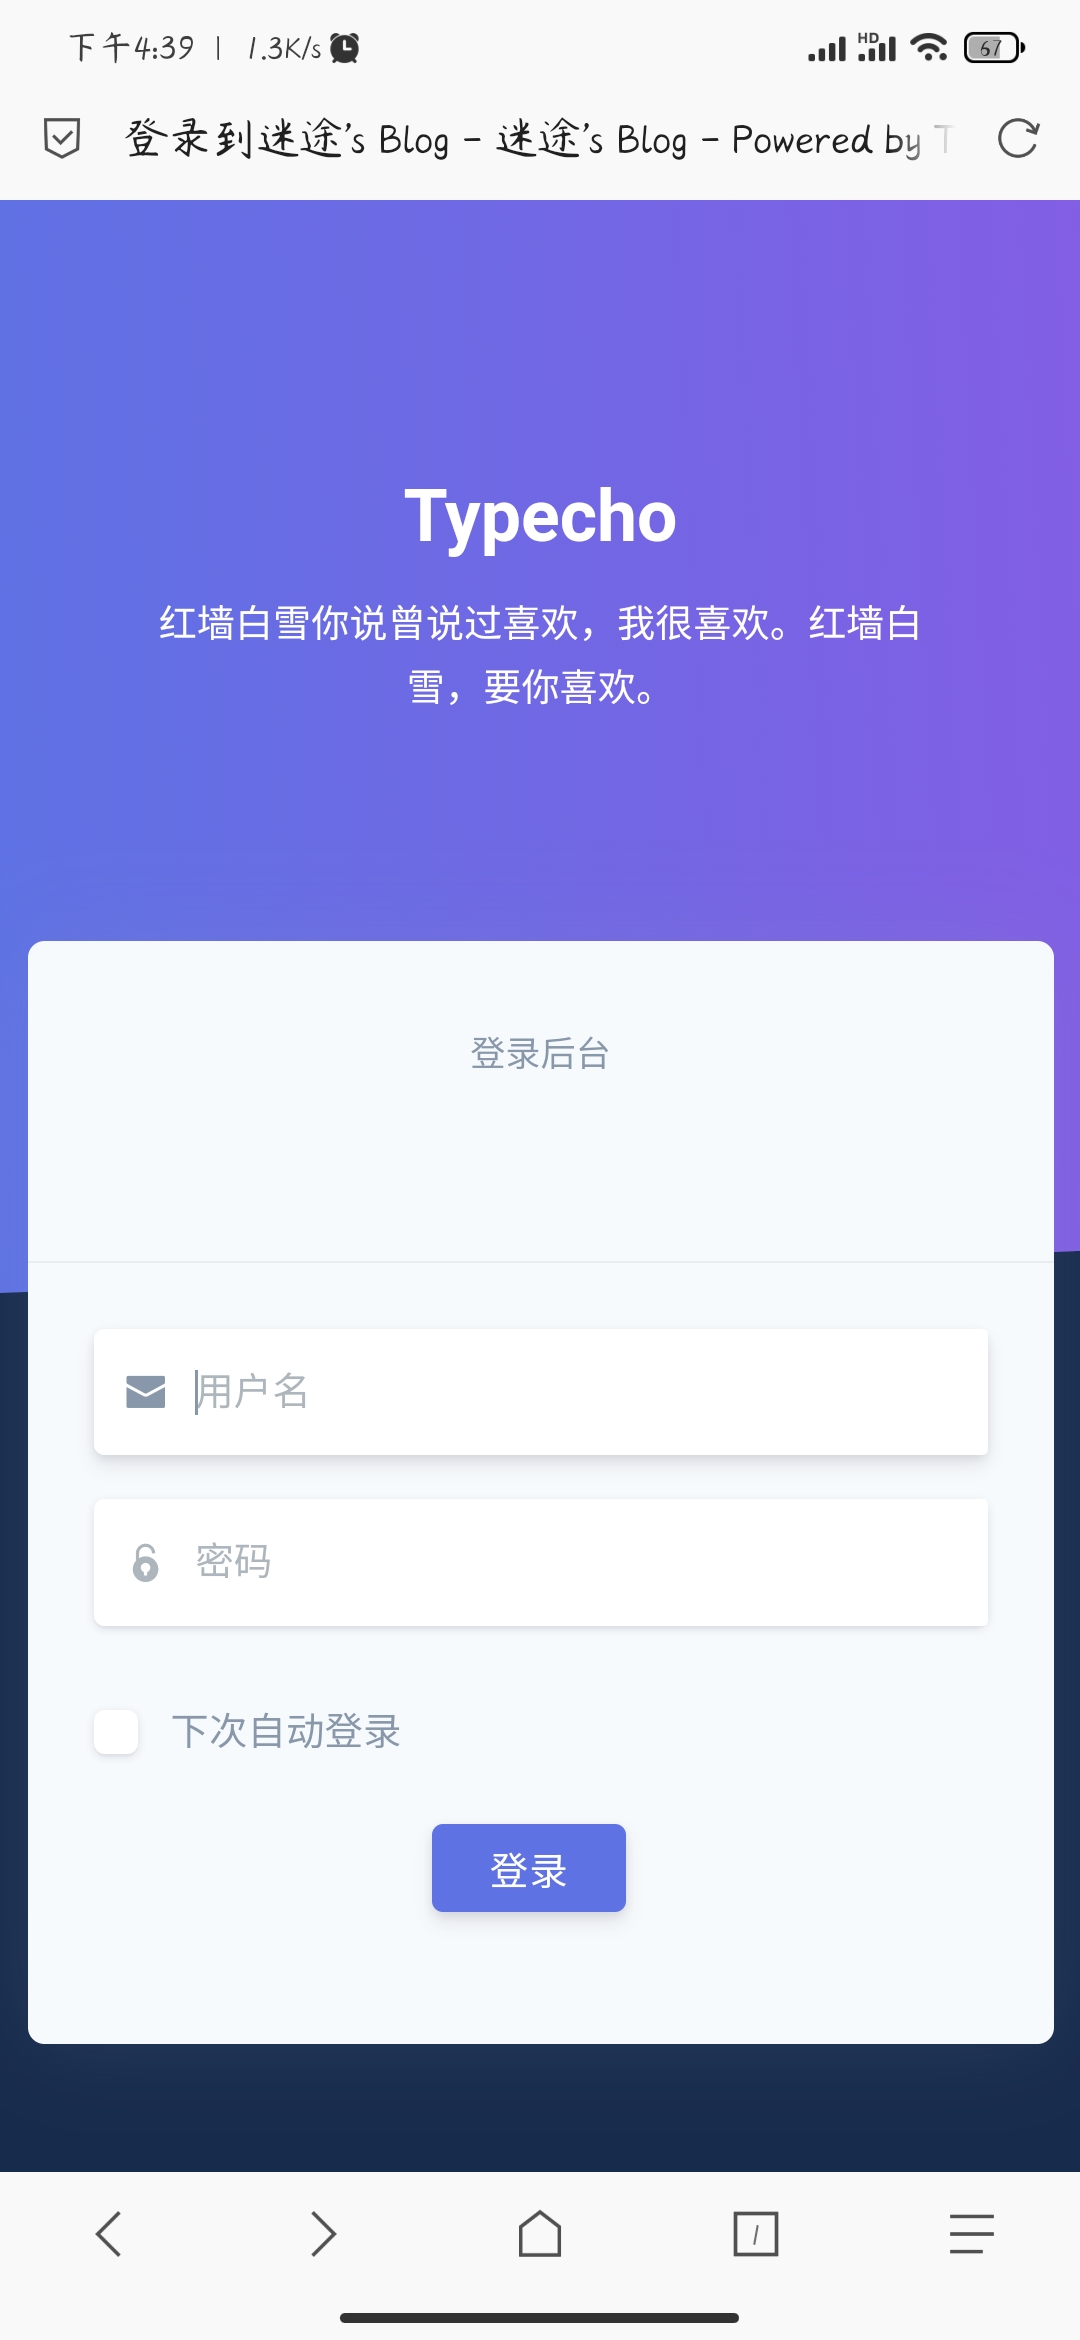 下午4:39 | 1.3K/s
HD
67
登录到迷途's Blog - 迷途's Blog - Powered by T
Typecho
红墙白雪你说曾说过喜欢，我很喜欢。红墙白
雪，要你喜欢。
登录后台
用户名
密码
下次自动登录
登录
1